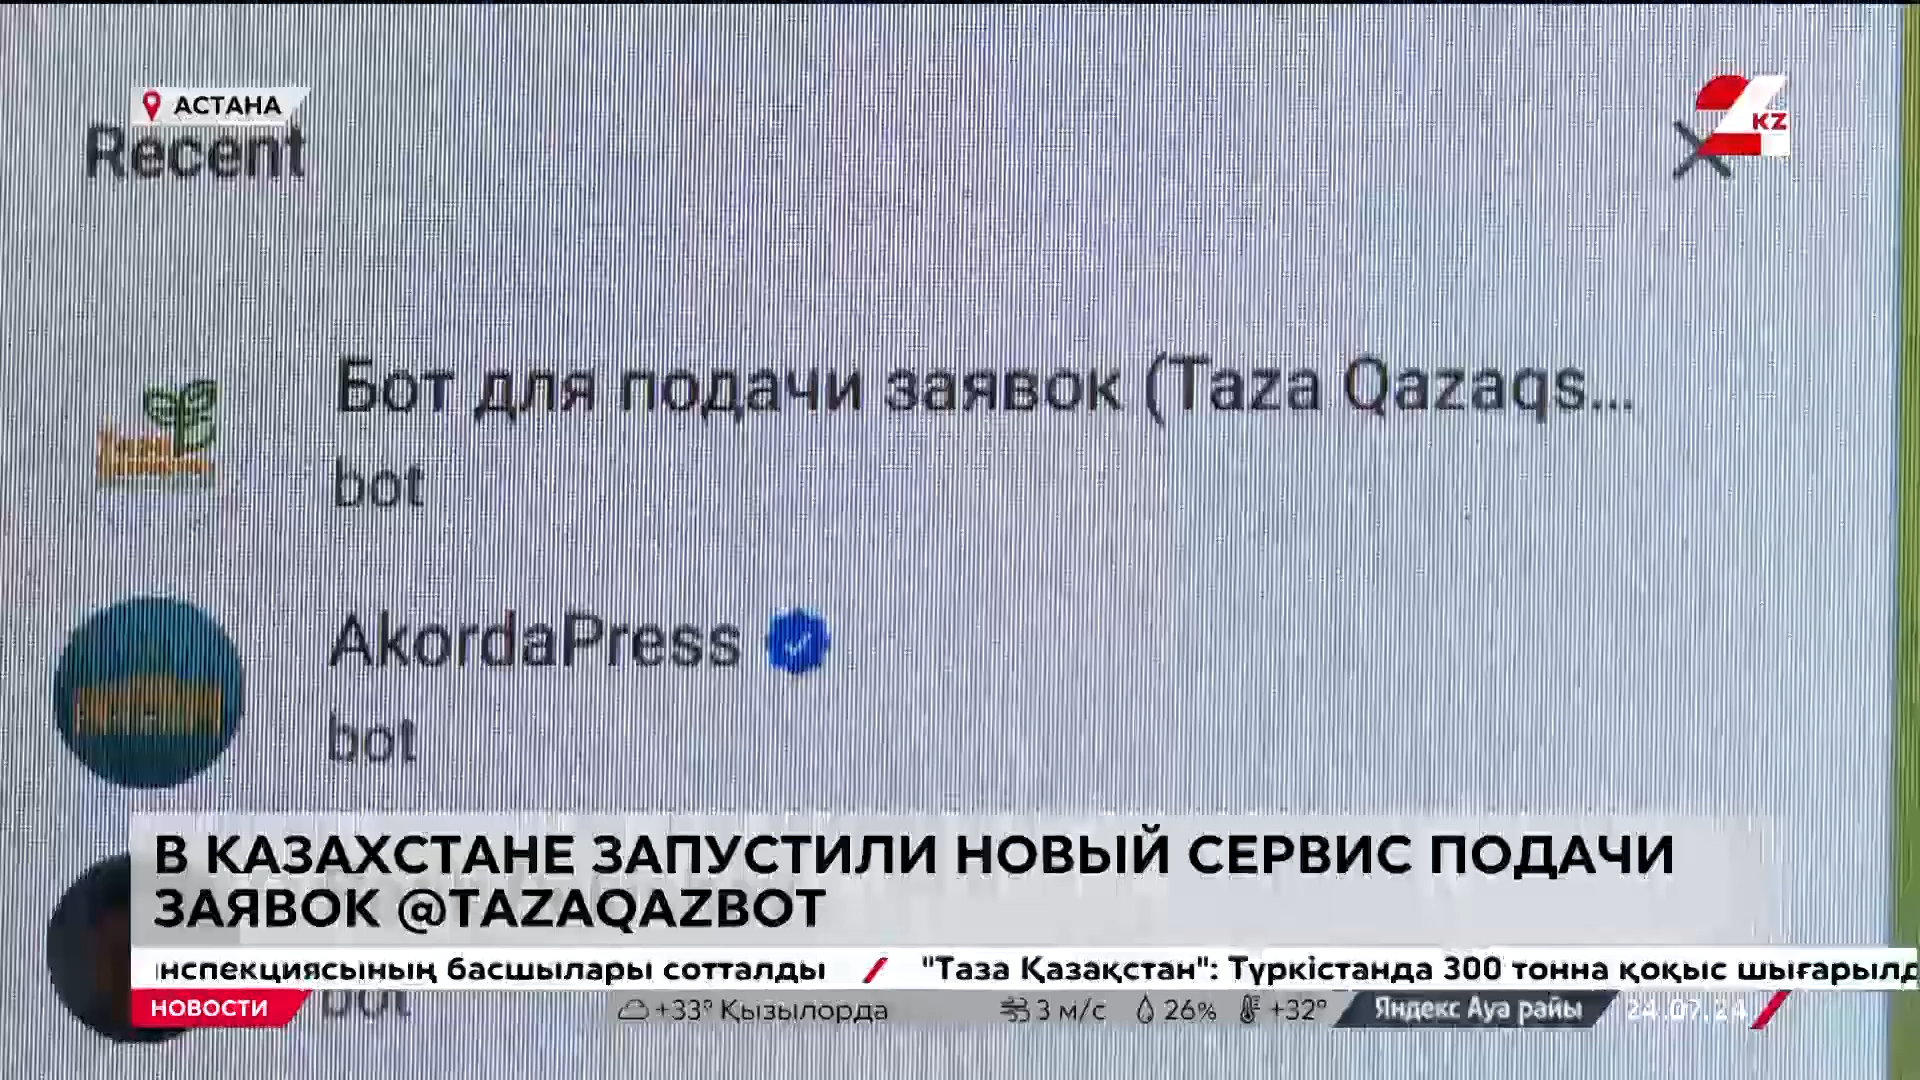 АСТАНА
KZ
Recent
Бот для подачи заявок (Taza Qazaqs...
bot
AkordaPress
bot
В КАЗАХСТАНЕ ЗАПУСТИЛИ НОВЫЙ СЕРВИС ПОДАЧИ
ЗАЯВОК @TAZAQAZBOT
нспекциясының басшылары сотталды / "Таза Қазақстан": Түркістанда 300 тонна қоқыс шығарылд
bot
НОВОСТИ +33° Қызылорда 3 м/с 26% +32° Яндекс Ауа райы 24.07.24